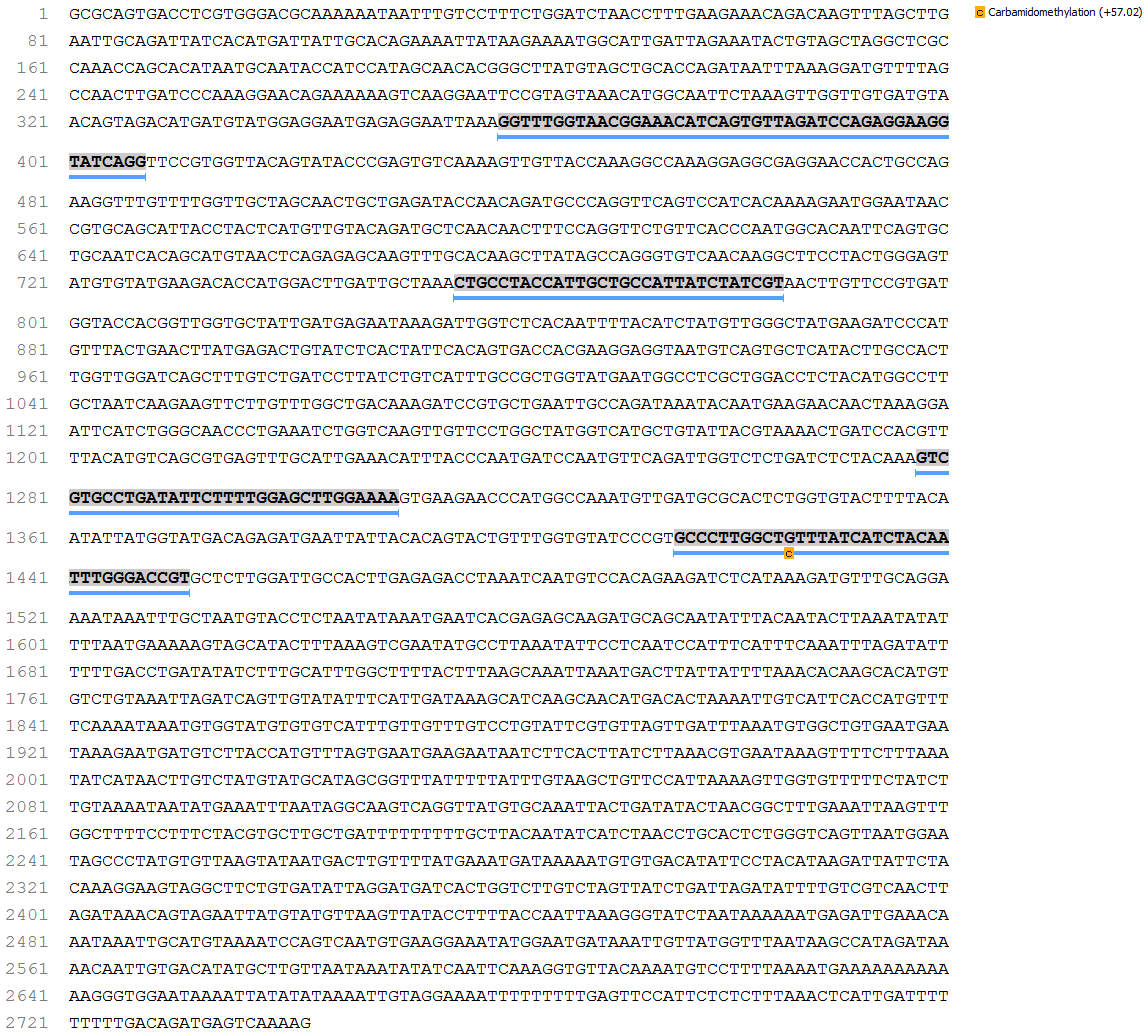 1 GCGCAGTGACCTCGTGGGACGCAAAAAATAATTTGTCCTTTCTGGATCTAACCTTTGAAGAAACAGACAAGTTTAGCTTG
c Carbamidomethylation (+57.02)
81 AATTGCAGATTATCACATGATTATTGCACAGAAAATTATAAGAAAATGGCATTGATTAGAAATACTGTAGCTAGGCTCGC
161 CAAACCAGCACATAATGCAATACCATCCATAGCAACACGGGCTTATGTAGCTGCACCAGATAATTTAAAGGATGTTTTAG
241 CCAACTTGATCCCAAAGGAACAGAAAAAAGTCAAGGAATTCCGTAGTAAACATGGCAATTCTAAAGTTGGTTGTGATGTA
321 ACAGTAGACATGATGTATGGAGGAATGAGAGGAATTAAAGGTTTGGTAACGGAAACATCAGTGTTAGATCCAGAGGAAGG
401 TATCAGGTTCCGTGGTTACAGTATACCCGAGTGTCAAAAGTTGTTACCAAAGGCCAAAGGAGGCGAGGAACCACTGCCAG
481 AAGGTTTGTTTTGGTTGCTAGCAACTGCTGAGATACCAACAGATGCCCAGGTTCAGTCCATCACAAAAGAATGGAATAAC
561 CGTGCAGCATTACCTACTCATGTTGTACAGATGCTCAACAACTTTCCAGGTTCTGTTCACCCAATGGCACAATTCAGTGC
641 TGCAATCACAGCATGTAACTCAGAGAGCAAGTTTGCACAAGCTTATAGCCAGGGTGTCAACAAGGCTTCCTACTGGGAGT
721 ATGTGTATGAAGACACCATGGACTTGATTGCTAAACTGCCTACCATTGCTGCCATTATCTATCGTAACTTGTTCCGTGAT
801 GGTACCACGGTTGGTGCTATTGATGAGAATAAAGATTGGTCTCACAATTTTACATCTATGTTGGGCTATGAAGATCCCAT
881 GTTTACTGAACTTATGAGACTGTATCTCACTATTCACAGTGACCACGAAGGAGGTAATGTCAGTGCTCATACTTGCCACT
961 TGGTTGGATCAGCTTTGTCTGATCCTTATCTGTCATTTGCCGCTGGTATGAATGGCCTCGCTGGACCTCTACATGGCCTT
1041 GCTAATCAAGAAGTTCTTGTTTGGCTGACAAAGATCCGTGCTGAATTGCCAGATAAATACAATGAAGAACAACTAAAGGA
1121 ATTCATCTGGGCAACCCTGAAATCTGGTCAAGTTGTTCCTGGCTATGGTCATGCTGTATTACGTAAAACTGATCCACGTT
1201 TTACATGTCAGCGTGAGTTTGCATTGAAACATTTACCCAATGATCCAATGTTCAGATTGGTCTCTGATCTCTACAAAGTC
1281 GTGCCTGATATTCTTTTGGAGCTTGGAAAAGTGAAGAACCCATGGCCAAATGTTGATGCGCACTCTGGTGTACTTTTACA
1361 ATATTATGGTATGACAGAGATGAATTATTACACAGTACTGTTTGGTGTATCCCGTGCCCTTGGCTGTTTATCATCTACAA
c
1441 TTTGGGACCGTGCTCTTGGATTGCCACTTGAGAGACCTAAATCAATGTCCACAGAAGATCTCATAAAGATGTTTGCAGGA
1521 AAATAAATTTGCTAATGTACCTCTAATATAAATGAATCACGAGAGCAAGATGCAGCAATATTTACAATACTTAAATATAT
1601 TTTAATGAAAAAGTAGCATACTTTAAAGTCGAATATGCCTTAAATATTCCTCAATCCATTTCATTTCAAATTTAGATATT
1681 TTTTGACCTGATATATCTTTGCATTTGGCTTTTACTTTAAGCAAATTAAATGACTTATTATTTTAAACACAAGCACATGT
1761 GTCTGTAAATTAGATCAGTTGTATATTTCATTGATAAAGCATCAAGCAACATGACACTAAAATTGTCATTCACCATGTTT
1841 TCAAAATAAATGTGGTATGTGTGTCATTTGTTGTTTGTCCTGTATTCGTGTTAGTTGATTTAAATGTGGCTGTGAATGAA
1921 TAAAGAATGATGTCTTACCATGTTTAGTGAATGAAGAATAATCTTCACTTATCTTAAACGTGAATAAAGTTTTCTTTAAA
2001 TATCATAACTTGTCTATGTATGCATAGCGGTTTATTTTTATTTGTAAGCTGTTCCATTAAAAGTTGGTGTTTTTCTATCT
2081 TGTAAAATAATATGAAATTTAATAGGCAAGTCAGGTTATGTGCAAATTACTGATATACTAACGGCTTTGAAATTAAGTTT
2161 GGCTTTTCCTTTCTACGTGCTTGCTGATTTTTTTTTGCTTACAATATCATCTAACCTGCACTCTGGGTCAGTTAATGGAA
2241 TAGCCCTATGTGTTAAGTATAATGACTTGTTTTATGAAATGATAAAAATGTGTGACATATTCCTACATAAGATTATTCTA
2321 CAAAGGAAGTAGGCTTCTGTGATATTAGGATGATCACTGGTCTTGTCTAGTTATCTGATTAGATATTTTGTCGTCAACTT
2401 AGATAAACAGTAGAATTATGTATGTTAAGTTATACCTTTTACCAATTAAAGGGTATCTAATAAAAAATGAGATTGAAACA
2481 AATAAATTGCATGTAAAATCCAGTCAATGTGAAGGAAATATGGAATGATAAATTGTTATGGTTTAATAAGCCATAGATAA
2561 AACAATTGTGACATATGCTTGTTAATAAATATATCAATTCAAAGGTGTTACAAAATGTCCTTTTAAAATGAAAAAAAAAA
2641 AAGGGTGGAATAAAATTATATATAAAATTGTAGGAAAATTTTTTTTTGAGTTCCATTCTCTCTTTAAACTCATTGATTTT
2721 TTTTTGACAGATGAGTCAAAAG